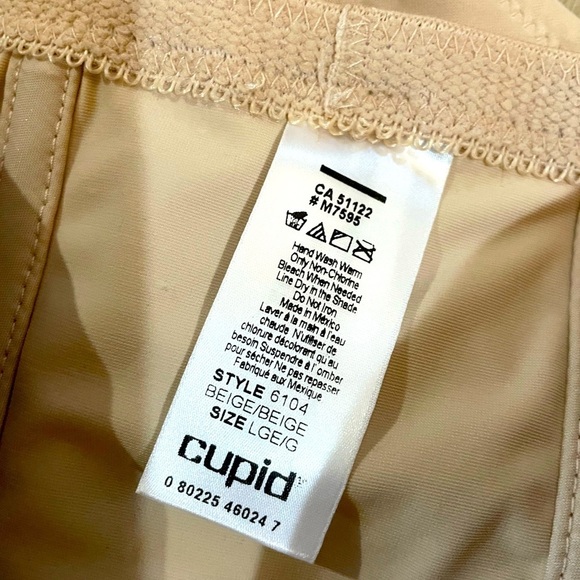 CA 51122
# M7595
Hand Wash Warm
Only Non-Chlorine
Bleach When Needed
Line Dry in the Shade
Do Not Iron
Made in México
Laver à la main à l'eau
chaude N'utiliser de
chlorure décolorant qu'au
besoin Suspendre à l'omber
pour sécher Ne pas repasser
Fabriqué aux Mexique
STYLE 6104
BEIGE/BEIGE
SIZE LGE/G
cupid
0 80225 46024 7